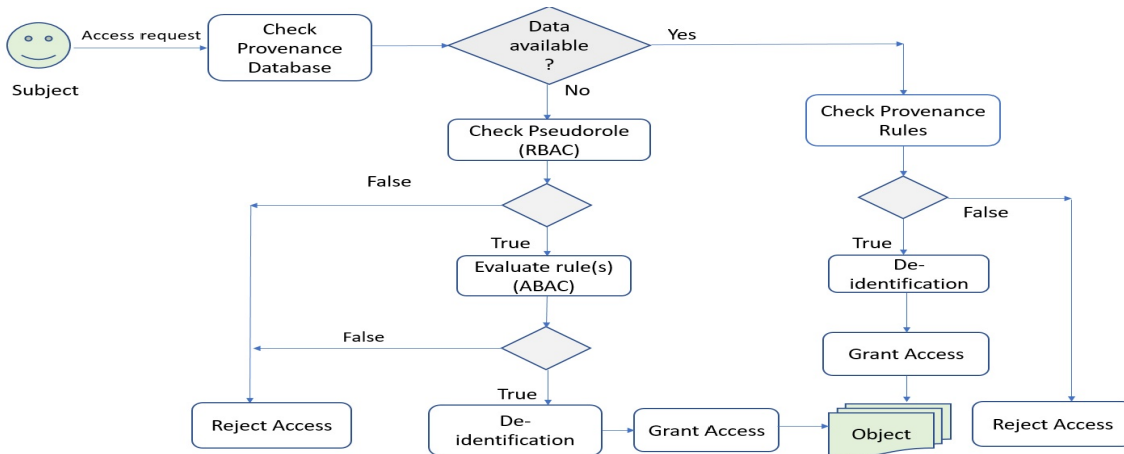 Access request
Subject
Check
Provenance
Database
Data
available
?
Yes
No
Check Pseudorole
(RBAC)
Check Provenance
Rules
False
False
True
True
Evaluate rule(s)
(ABAC)
De-
identification
False
Grant Access
True
Reject Access
De-
identification
Grant Access
Object
Reject Access